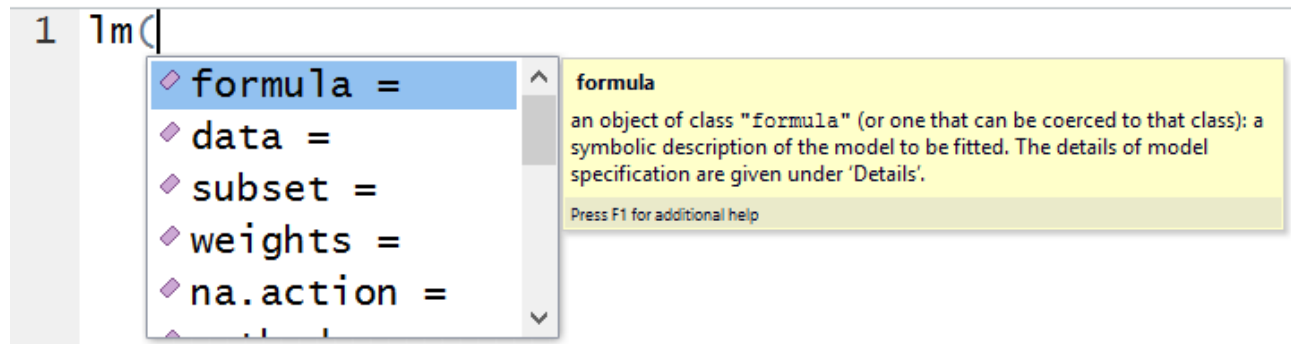 1 lm(
formula =
data =
subset =
weights =
na.action =
formula
an object of class "formula" (or one that can be coerced to that class): a
symbolic description of the model to be fitted. The details of model
specification are given under ‘Details’.
Press F1 for additional help